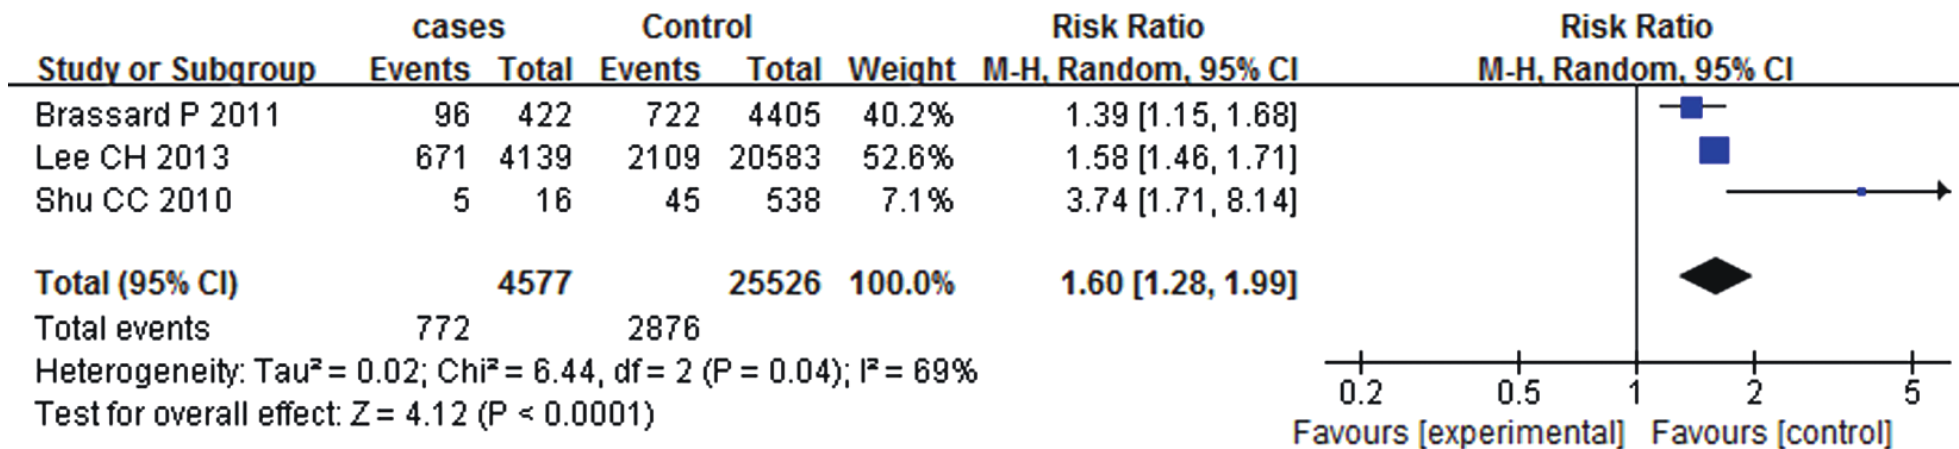 cases Control Risk Ratio Risk Ratio
Study or Subgroup Events Total Events Total Weight M-H, Random, 95% CI M-H, Random, 95% CI
Brassard P 2011 96 422 722 4405 40.2% 1.39 [1.15, 1.68]
Lee CH 2013 671 4139 2109 20583 52.6% 1.58 [1.46, 1.71]
Shu CC 2010 5 16 45 538 7.1% 3.74 [1.71, 8.14]
Total (95% CI) 4577 25526 100.0% 1.60 [1.28, 1.99]
Total events 772 2876
Heterogeneity: Tau² = 0.02; Chi² = 6.44, df = 2 (P = 0.04); I² = 69%
Test for overall effect: Z = 4.12 (P < 0.0001)
0.2 0.5 1 2 5
Favours [experimental] Favours [control]